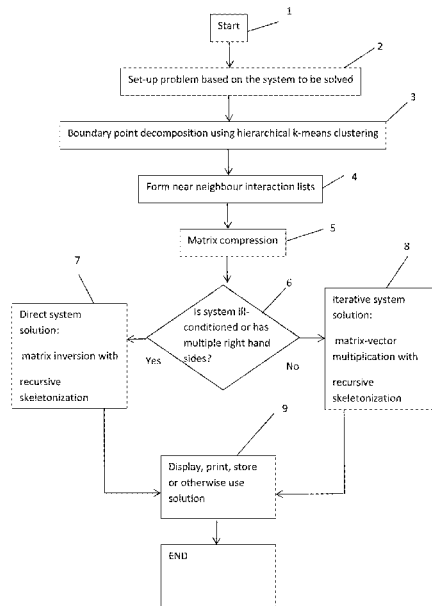 1
Start
2
Set-up problem based on the system to be solved
3
Boundary point decomposition using hierarchical k-means clustering
4
Form near neighbour interaction lists
5
Matrix compression
6
Is system ill-
conditioned or has
multiple right hand
sides?
Yes
No
7
Direct system
solution:
matrix inversion with
recursive
skeletonization
8
iterative system
solution:
matrix-vector
multiplication with
recursive
skeletonization
9
Display, print, store
or otherwise use
solution
END